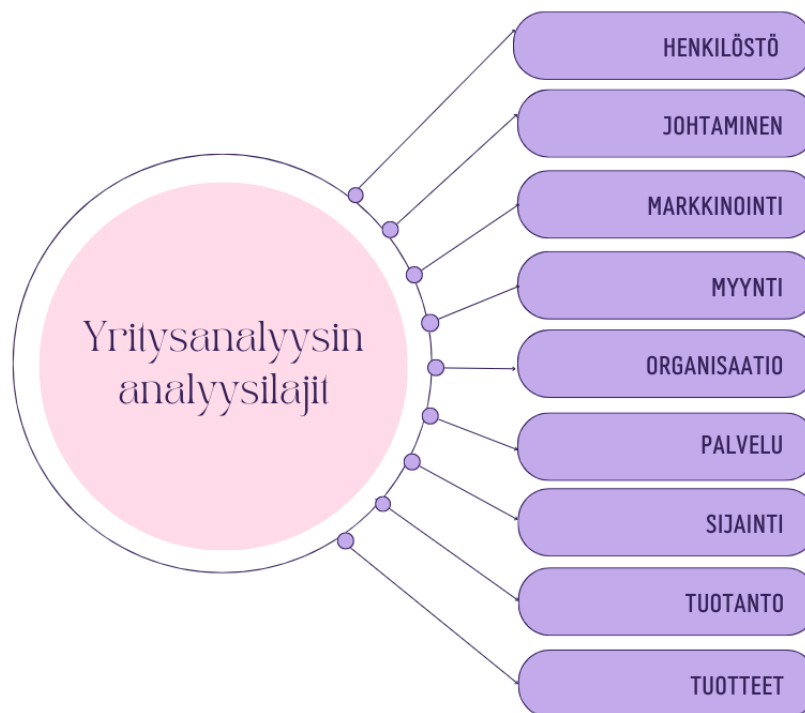 Yritysanalyysin
analyysilajit
HENKILÖSTÖ
JOHTAMINEN
MARKKINOINTI
MYYNTI
ORGANISAATIO
PALVELU
SIJAINTI
TUOTANTO
TUOTTEET